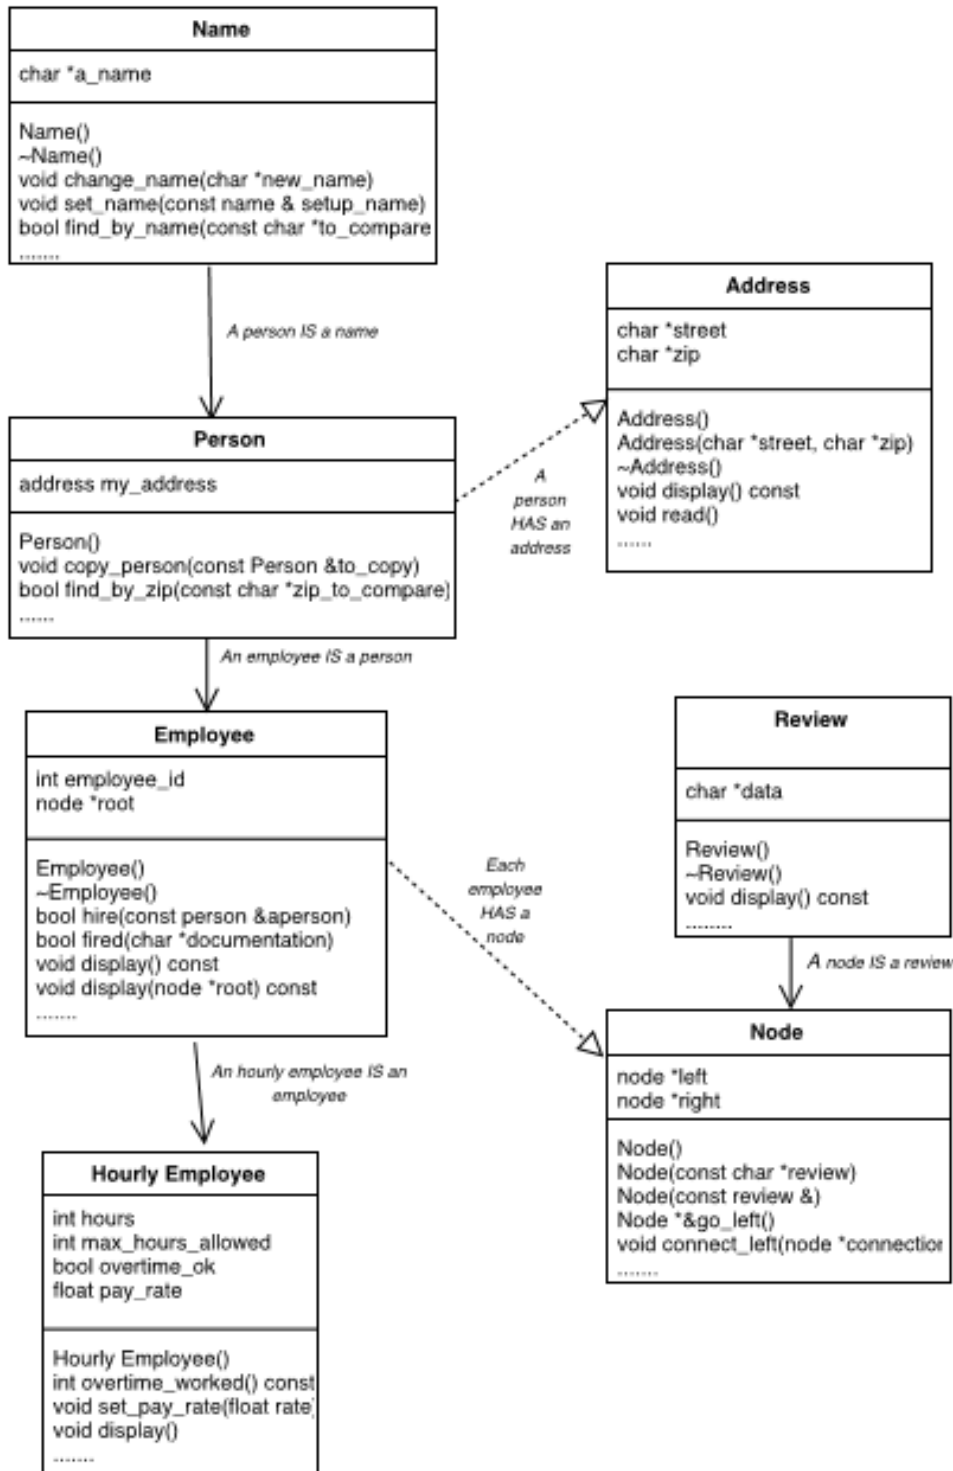 Name
char *a_name
Name()
~Name()
void change_name(char *new_name)
void set_name(const name & setup_name)
bool find_by_name(const char *to_compare
.......
A person IS a name
Address
char *street
char *zip
Address()
Address(char *street, char *zip)
~Address()
void display() const
void read()
......
Person
address my_address
Person()
void copy_person(const Person &to_copy)
bool find_by_zip(const char *zip_to_compare)
......
A
person
HAS an
address
An employee IS a person
Employee
int employee_id
node *root
Employee()
~Employee()
bool hire(const person &aperson)
bool fired(char *documentation)
void display() const
void display(node *root) const
.......
Each
employee
HAS a
node
Review
char *data
Review()
~Review()
void display() const
........
A node IS a review
Node
node *left
node *right
Node()
Node(const char *review)
Node(const review &)
Node *&go_left()
void connect_left(node *connection
.......
An hourly employee IS an
employee
Hourly Employee
int hours
int max_hours_allowed
bool overtime_ok
float pay_rate
Hourly Employee()
int overtime_worked() const
void set_pay_rate(float rate)
void display()
.......